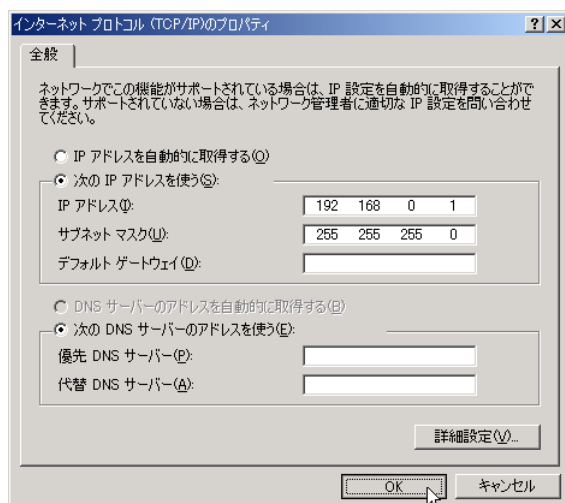 インターネット プロトコル (TCP/IP)のプロパティ
全般
ネットワークでこの機能がサポートされている場合は、IP 設定を自動的に取得することがで
きます。サポートされていない場合は、ネットワーク管理者に適切な IP 設定を問い合わせ
てください。
IP アドレスを自動的に取得する(O)
次の IP アドレスを使う(S):
IP アドレス(I):
192 168 0 1
サブネット マスク(U):
255 255 255 0
デフォルト ゲートウェイ(D):
DNS サーバーのアドレスを自動的に取得する(B)
次の DNS サーバーのアドレスを使う(E):
優先 DNS サーバー(P):
代替 DNS サーバー(A):
詳細設定(V)...
OK
キャンセル